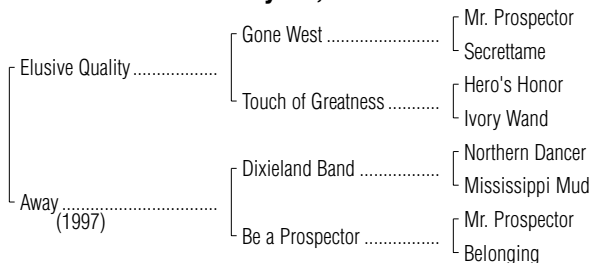 Mr. Prospector
Gone West ......................
Secrettame
Elusive Quality .................
Hero's Honor
Touch of Greatness ..........
Ivory Wand
Northern Dancer
Dixieland Band ................
Mississippi Mud
Away ...............................
(1997)
Mr. Prospector
Be a Prospector ...............
Belonging